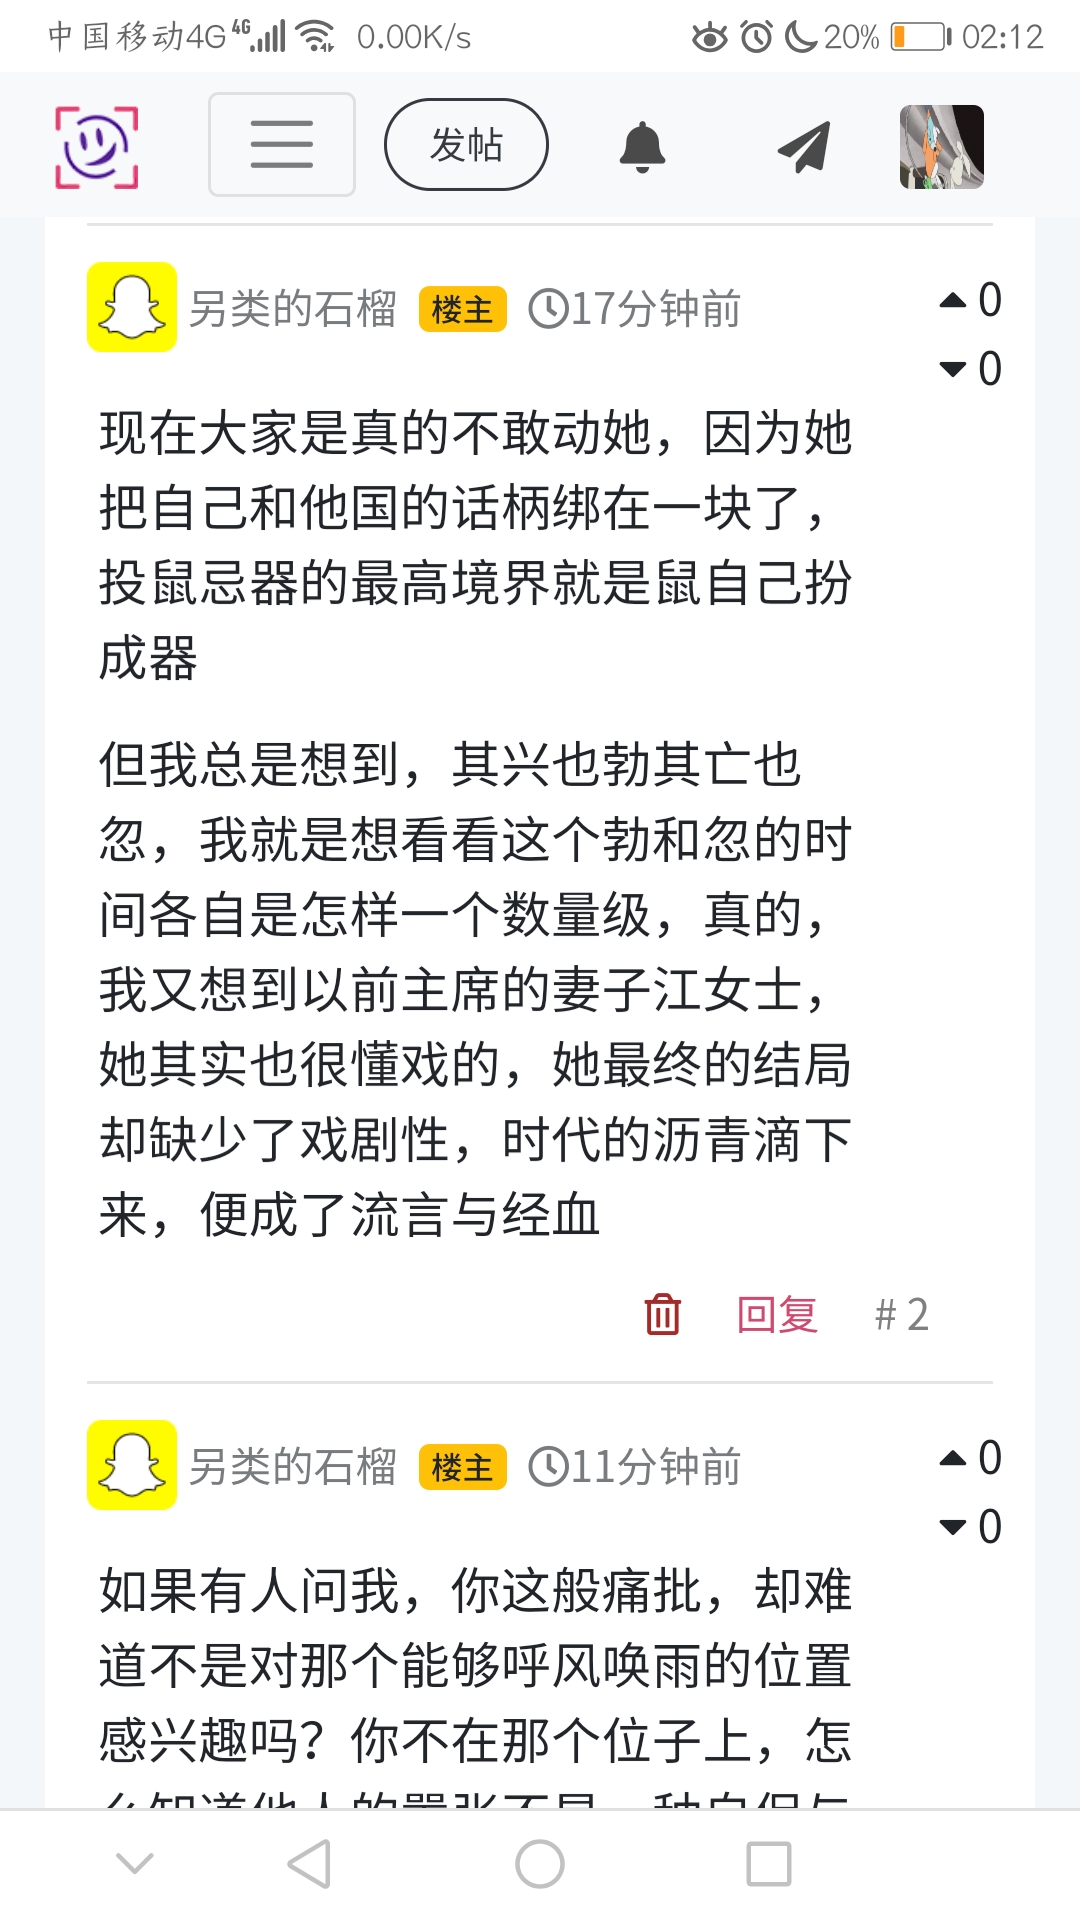 中国移动4G 4G 0.00K/s 20% 02:12
发帖
另类的石榴 楼主 17分钟前 0
0
现在大家是真的不敢动她，因为她
把自己和他国的话柄绑在一块了，
投鼠忌器的最高境界就是鼠自己扮
成器
但我总是想到，其兴也勃其亡也
忽，我就是想看看这个勃和忽的时
间各自是怎样一个数量级，真的，
我又想到以前主席的妻子江女士，
她其实也很懂戏的，她最终的结局
却缺少了戏剧性，时代的沥青滴下
来，便成了流言与经血
回复 # 2
另类的石榴 楼主 11分钟前 0
0
如果有人问我，你这般痛批，却难
道不是对那个能够呼风唤雨的位置
感兴趣吗？你不在那个位子上，怎